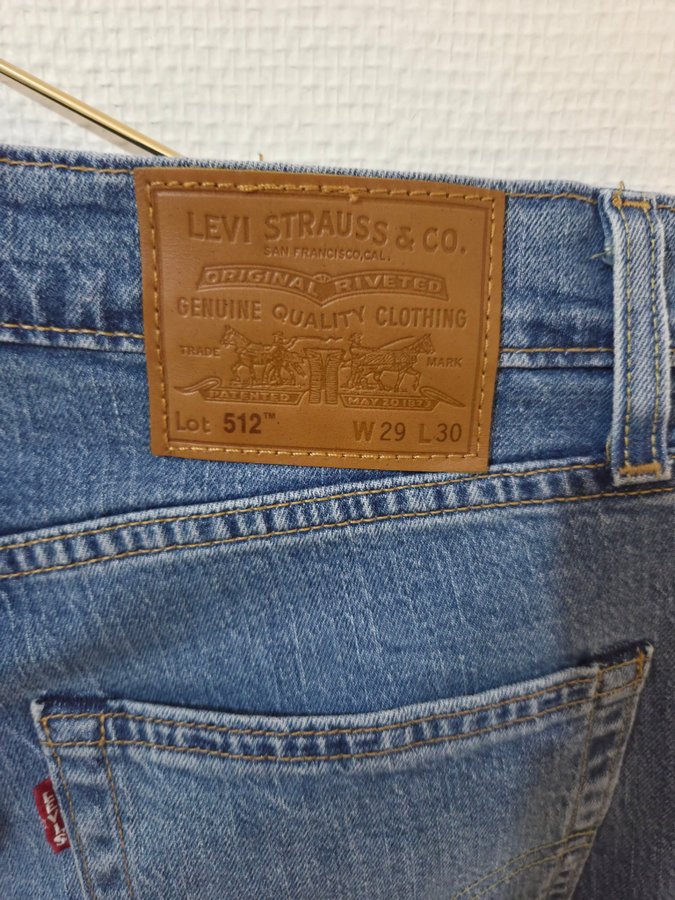 LEVI STRAUSS & CO.
SAN FRANCISCO, CAL.
ORIGINAL RIVETED
GENUINE QUALITY CLOTHING
TRADE MARK
PATENTED MAY 20 1873
Lot 512™ W 29 L 30
LEVI'S